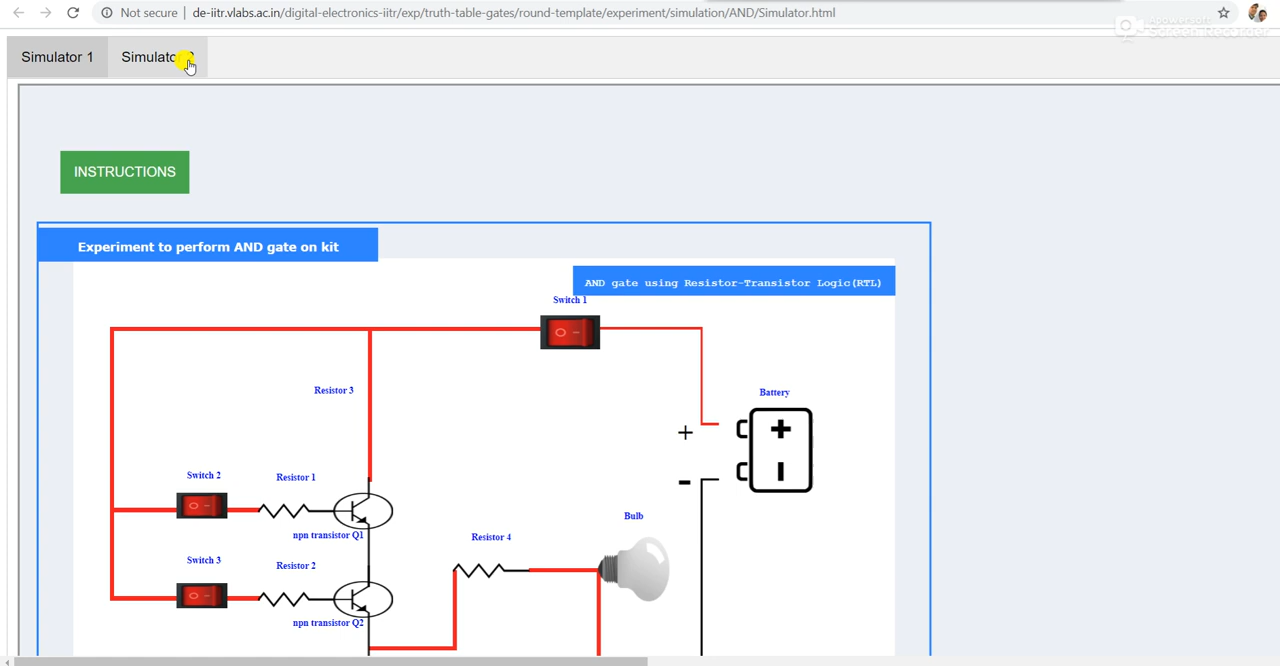 Not secure
de-iitr.vlabs.ac.in/digital-electronics-iitr/exp/truth-table-gates/round-template/experiment/simulation/AND/Simulator.html
Apowersoft
Screen Recorder
Simulator 1
INSTRUCTIONS
Experiment to perform AND gate on kit
AND gate using Resistor-Transistor Logic(RTL)
Switch 1
Resistor 3
Battery
+
+
-
Switch 2
Resistor 1
npn transistor Q1
Bulb
Resistor 4
Switch 3
Resistor 2
npn transistor Q2